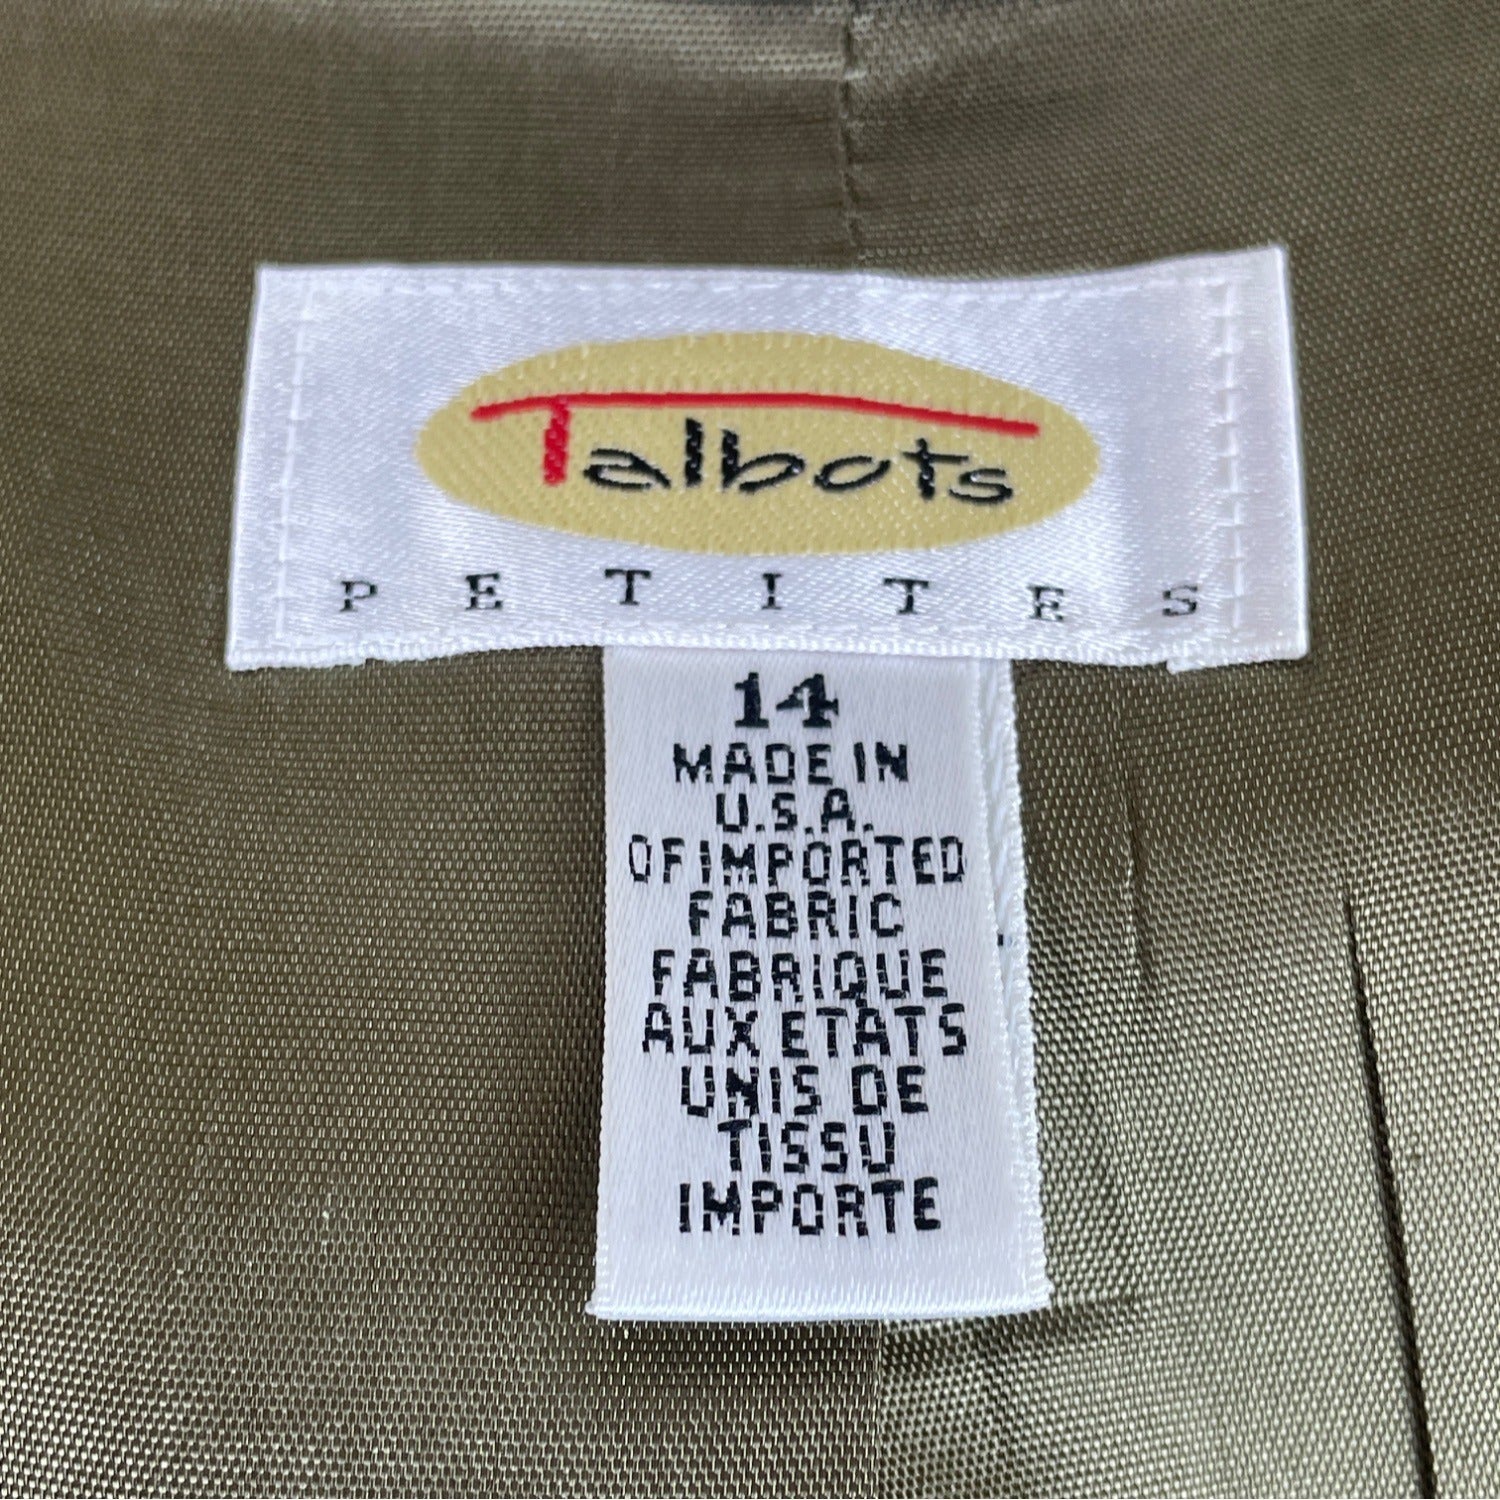 Talbots
PETITES
14
MADE IN
U.S.A.
OF IMPORTED
FABRIC
FABRIQUE
AUX ETATS
UNIS DE
TISSU
IMPORTE